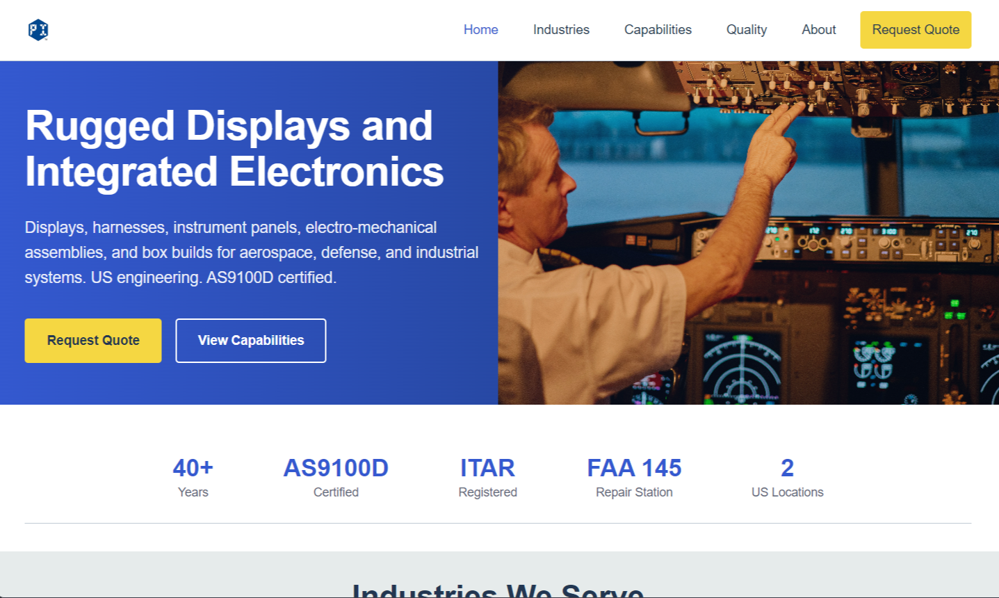 PI
Home Industries Capabilities Quality About Request Quote
Rugged Displays and
Integrated Electronics
Displays, harnesses, instrument panels, electro-mechanical
assemblies, and box builds for aerospace, defense, and industrial
systems. US engineering. AS9100D certified.
Request Quote View Capabilities
40+ AS9100D ITAR FAA 145 2
Years Certified Registered Repair Station US Locations
Industries We Serve